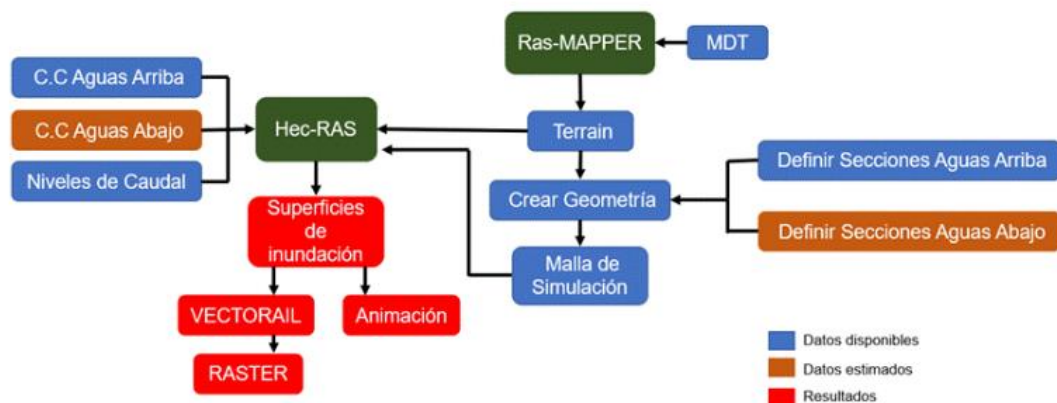 Ras-MAPPER
MDT
C.C Aguas Arriba
C.C Aguas Abajo
Hec-RAS
Terrain
Niveles de Caudal
Definir Secciones Aguas Arriba
Crear Geometría
Definir Secciones Aguas Abajo
Superficies
de
inundación
Malla de
Simulación
VECTORAIL
Animación
RASTER
Datos disponibles
Datos estimados
Resultados